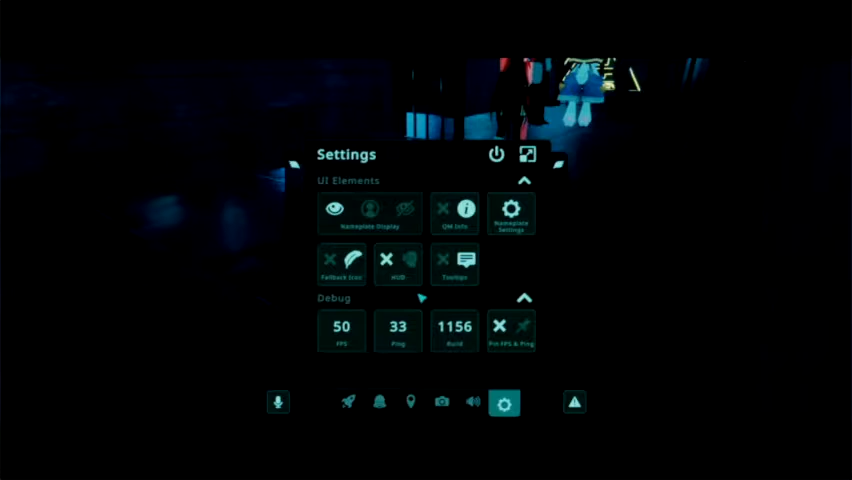 Settings
UI Elements
Nameplate Display
QM Info
Nameplate
Settings
Fallback Icon
HUD
Tooltips
Debug
50
FPS
33
Ping
1156
Build
Pin FPS & Ping